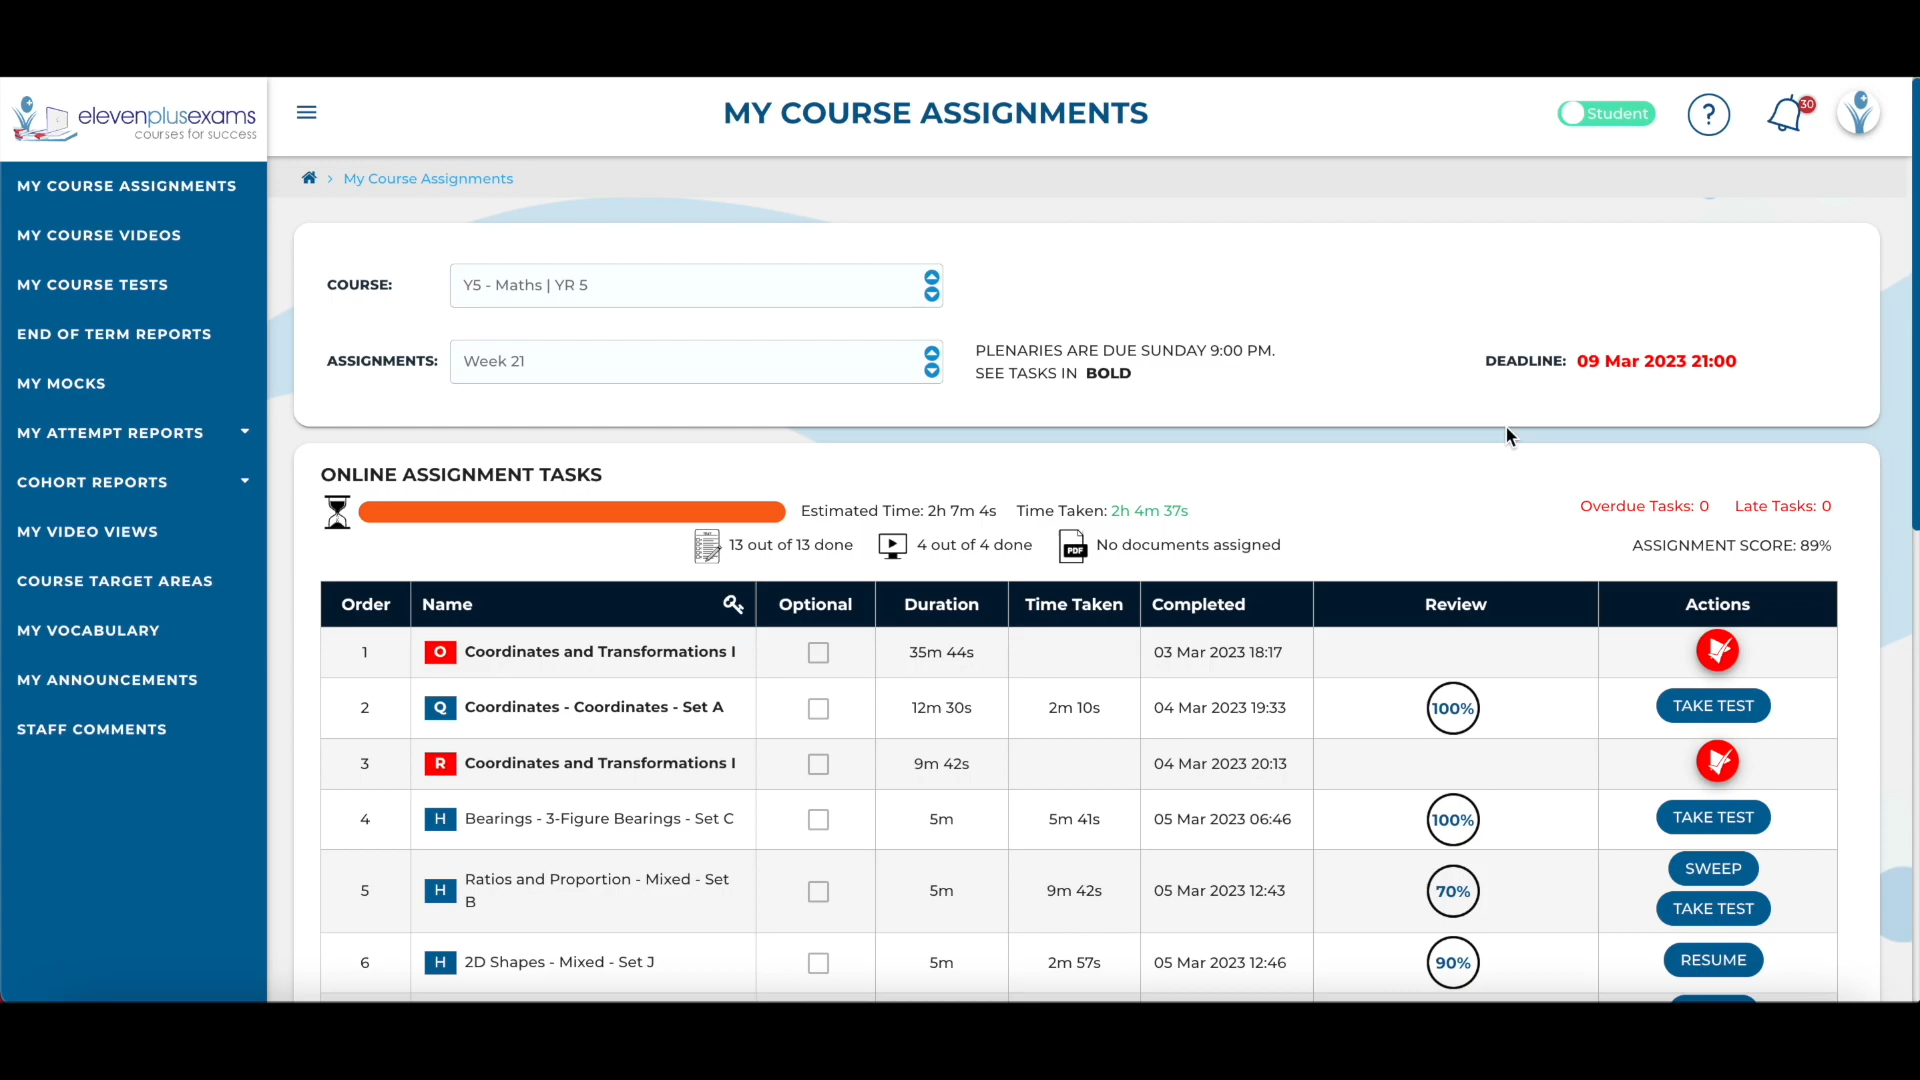 elevenplusexams
courses for success
MY COURSE ASSIGNMENTS
Student
?
30
MY COURSE ASSIGNMENTS
MY COURSE VIDEOS
MY COURSE TESTS
END OF TERM REPORTS
MY MOCKS
MY ATTEMPT REPORTS
COHORT REPORTS
MY VIDEO VIEWS
COURSE TARGET AREAS
MY VOCABULARY
MY ANNOUNCEMENTS
STAFF COMMENTS
> My Course Assignments
COURSE: Y5 - Maths | YR 5
ASSIGNMENTS: Week 21
PLENARIES ARE DUE SUNDAY 9:00 PM.
SEE TASKS IN BOLD
DEADLINE: 09 Mar 2023 21:00
ONLINE ASSIGNMENT TASKS
Estimated Time: 2h 7m 4s Time Taken: 2h 4m 37s
Overdue Tasks: 0 Late Tasks: 0
13 out of 13 done 4 out of 4 done PDF No documents assigned
ASSIGNMENT SCORE: 89%
Order Name Optional Duration Time Taken Completed Review Actions
1 O Coordinates and Transformations I 35m 44s 03 Mar 2023 18:17
2 Q Coordinates - Coordinates - Set A 12m 30s 2m 10s 04 Mar 2023 19:33 100% TAKE TEST
3 R Coordinates and Transformations I 9m 42s 04 Mar 2023 20:13
4 H Bearings - 3-Figure Bearings - Set C 5m 5m 41s 05 Mar 2023 06:46 100% TAKE TEST
5 H Ratios and Proportion - Mixed - Set B 5m 9m 42s 05 Mar 2023 12:43 70% SWEEP TAKE TEST
6 H 2D Shapes - Mixed - Set J 5m 2m 57s 05 Mar 2023 12:46 90% RESUME